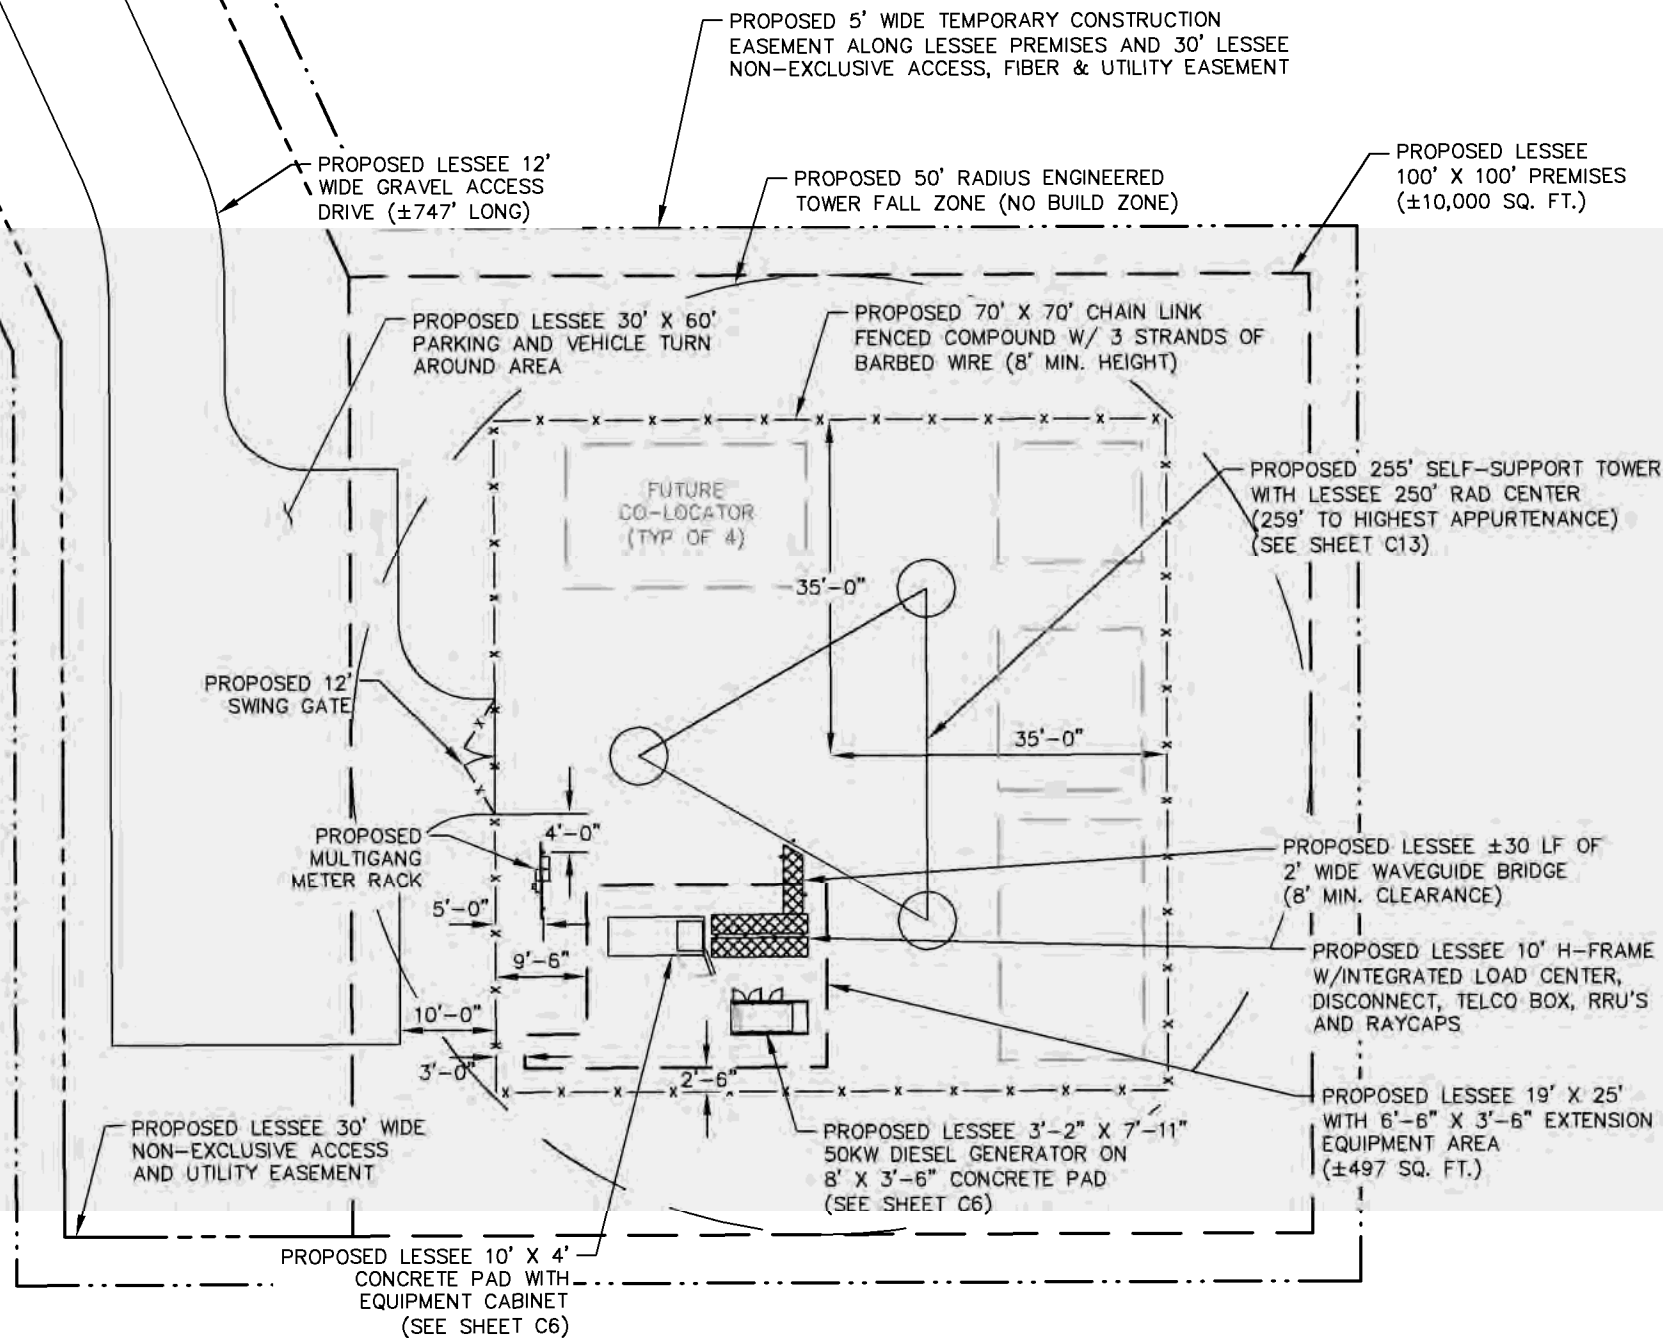 PROPOSED 5' WIDE TEMPORARY CONSTRUCTION
EASEMENT ALONG LESSEE PREMISES AND 30' LESSEE
NON-EXCLUSIVE ACCESS, FIBER & UTILITY EASEMENT
PROPOSED LESSEE 12'
WIDE GRAVEL ACCESS
DRIVE (±747' LONG)
PROPOSED 50' RADIUS ENGINEERED
TOWER FALL ZONE (NO BUILD ZONE)
PROPOSED LESSEE
100' X 100' PREMISES
(±10,000 SQ. FT.)
PROPOSED LESSEE 30' X 60'
PARKING AND VEHICLE TURN
AROUND AREA
PROPOSED 70' X 70' CHAIN LINK
FENCED COMPOUND W/ 3 STRANDS OF
BARBED WIRE (8' MIN. HEIGHT)
FUTURE
CO-LOCATOR
(TYP OF 4)
PROPOSED 255' SELF-SUPPORT TOWER
WITH LESSEE 250' RAD CENTER
(259' TO HIGHEST APPURTENANCE)
(SEE SHEET C13)
35'-0"
PROPOSED 12'
SWING GATE
35'-0"
PROPOSED
MULTIGANG
METER RACK
4'-0"
PROPOSED LESSEE ±30 LF OF
2' WIDE WAVEGUIDE BRIDGE
(8' MIN. CLEARANCE)
5'-0"
9'-6"
PROPOSED LESSEE 10' H-FRAME
W/INTEGRATED LOAD CENTER,
DISCONNECT, TELCO BOX, RRU'S
AND RAYCAPS
10'-0"
3'-0"
2'-6"
PROPOSED LESSEE 19' X 25'
WITH 6'-6" X 3'-6" EXTENSION
EQUIPMENT AREA
(±497 SQ. FT.)
PROPOSED LESSEE 30' WIDE
NON-EXCLUSIVE ACCESS
AND UTILITY EASEMENT
PROPOSED LESSEE 3'-2" X 7'-11"
50KW DIESEL GENERATOR ON
8' X 3'-6" CONCRETE PAD
(SEE SHEET C6)
PROPOSED LESSEE 10' X 4'
CONCRETE PAD WITH
EQUIPMENT CABINET
(SEE SHEET C6)